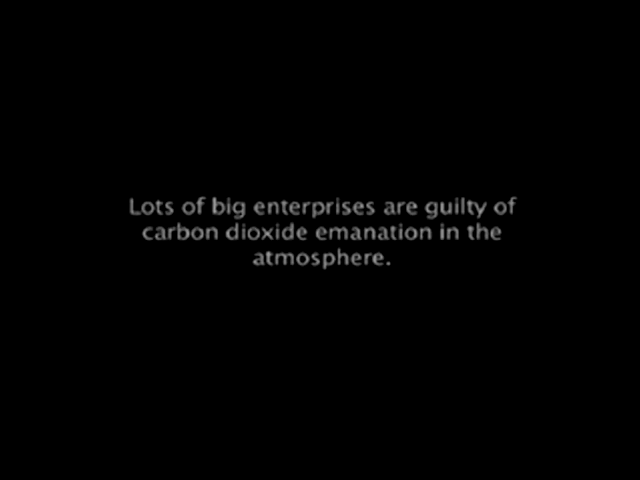 Lots of big enterprises are guilty of
carbon dioxide emanation in the
atmosphere.